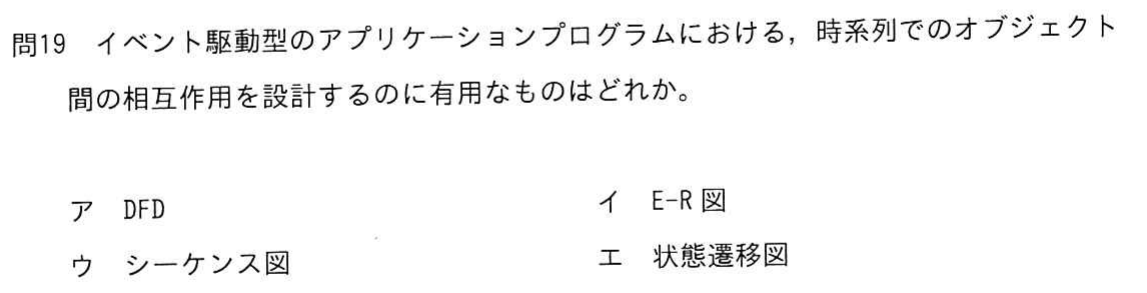 問19 イベント駆動型のアプリケーションプログラムにおける，時系列でのオブジェクト
間の相互作用を設計するのに有用なものはどれか。
ア DFD イ E-R図
ウ シーケンス図 エ 状態遷移図